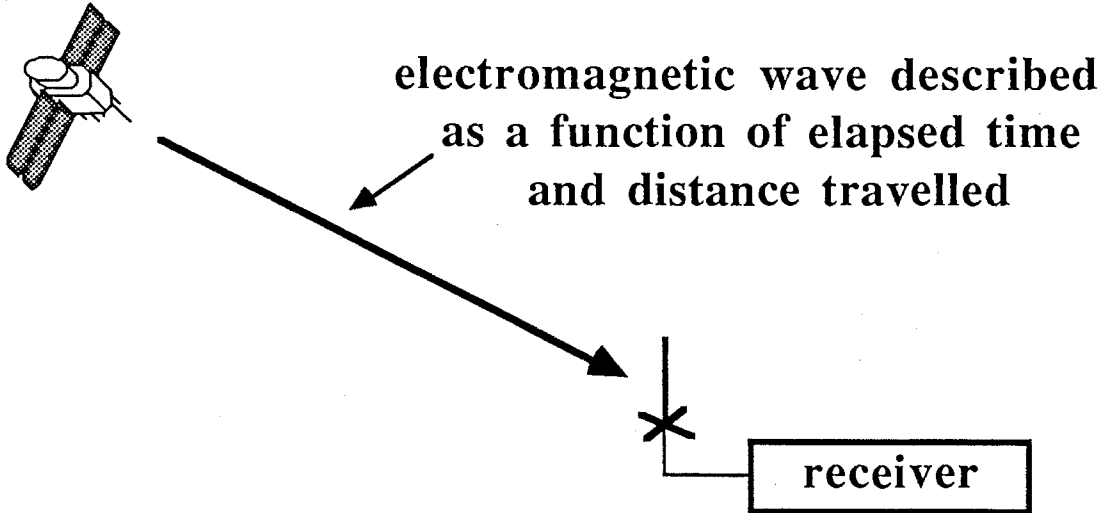 electromagnetic wave described
as a function of elapsed time
and distance travelled
receiver